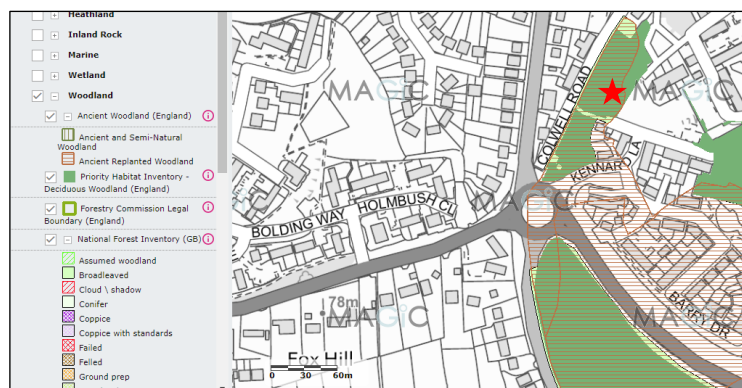 Heathland
Inland Rock
Marine
Wetland
Woodland
Ancient Woodland (England)
Ancient and Semi-Natural
Woodland
Ancient Replanted Woodland
Priority Habitat Inventory -
Deciduous Woodland (England)
Forestry Commission Legal
Boundary (England)
National Forest Inventory (GB)
Assumed woodland
Broadleaved
Cloud \ shadow
Conifer
Coppice
Coppice with standards
Failed
Felled
Ground prep
MAGiC
MAGiC
COLWELL ROAD
KENNARD LA
MAGiC
HOLMBUSH CL
BOLDING WAY
78m
MAGiC
MAGiC
BARRY DR
Fox Hill
0 30 60m